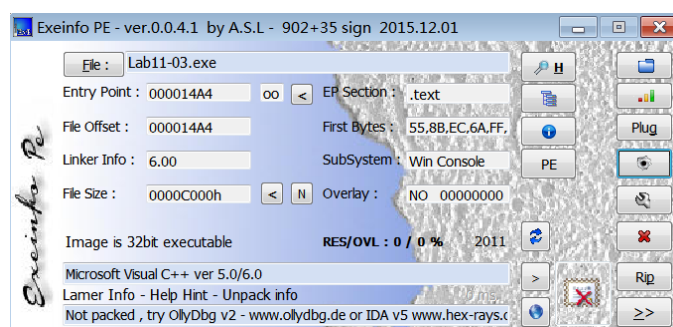 Exeinfo PE - ver.0.0.4.1 by A.S.L - 902+35 sign 2015.12.01
Exeinfo Pe
File : Lab11-03.exe H
Entry Point : 000014A4 oo < EP Section : .text
File Offset : 000014A4 First Bytes : 55,8B,EC,6A,FF, Plug
Linker Info : 6.00 SubSystem : Win Console PE
File Size : 0000C000h < N Overlay : NO 00000000
Image is 32bit executable RES/OVL : 0 / 0 % 2011
Microsoft Visual C++ ver 5.0/6.0 > Rip
Lamer Info - Help Hint - Unpack info
Not packed , try OllyDbg v2 - www.ollydbg.de or IDA v5 www.hex-rays.c >>